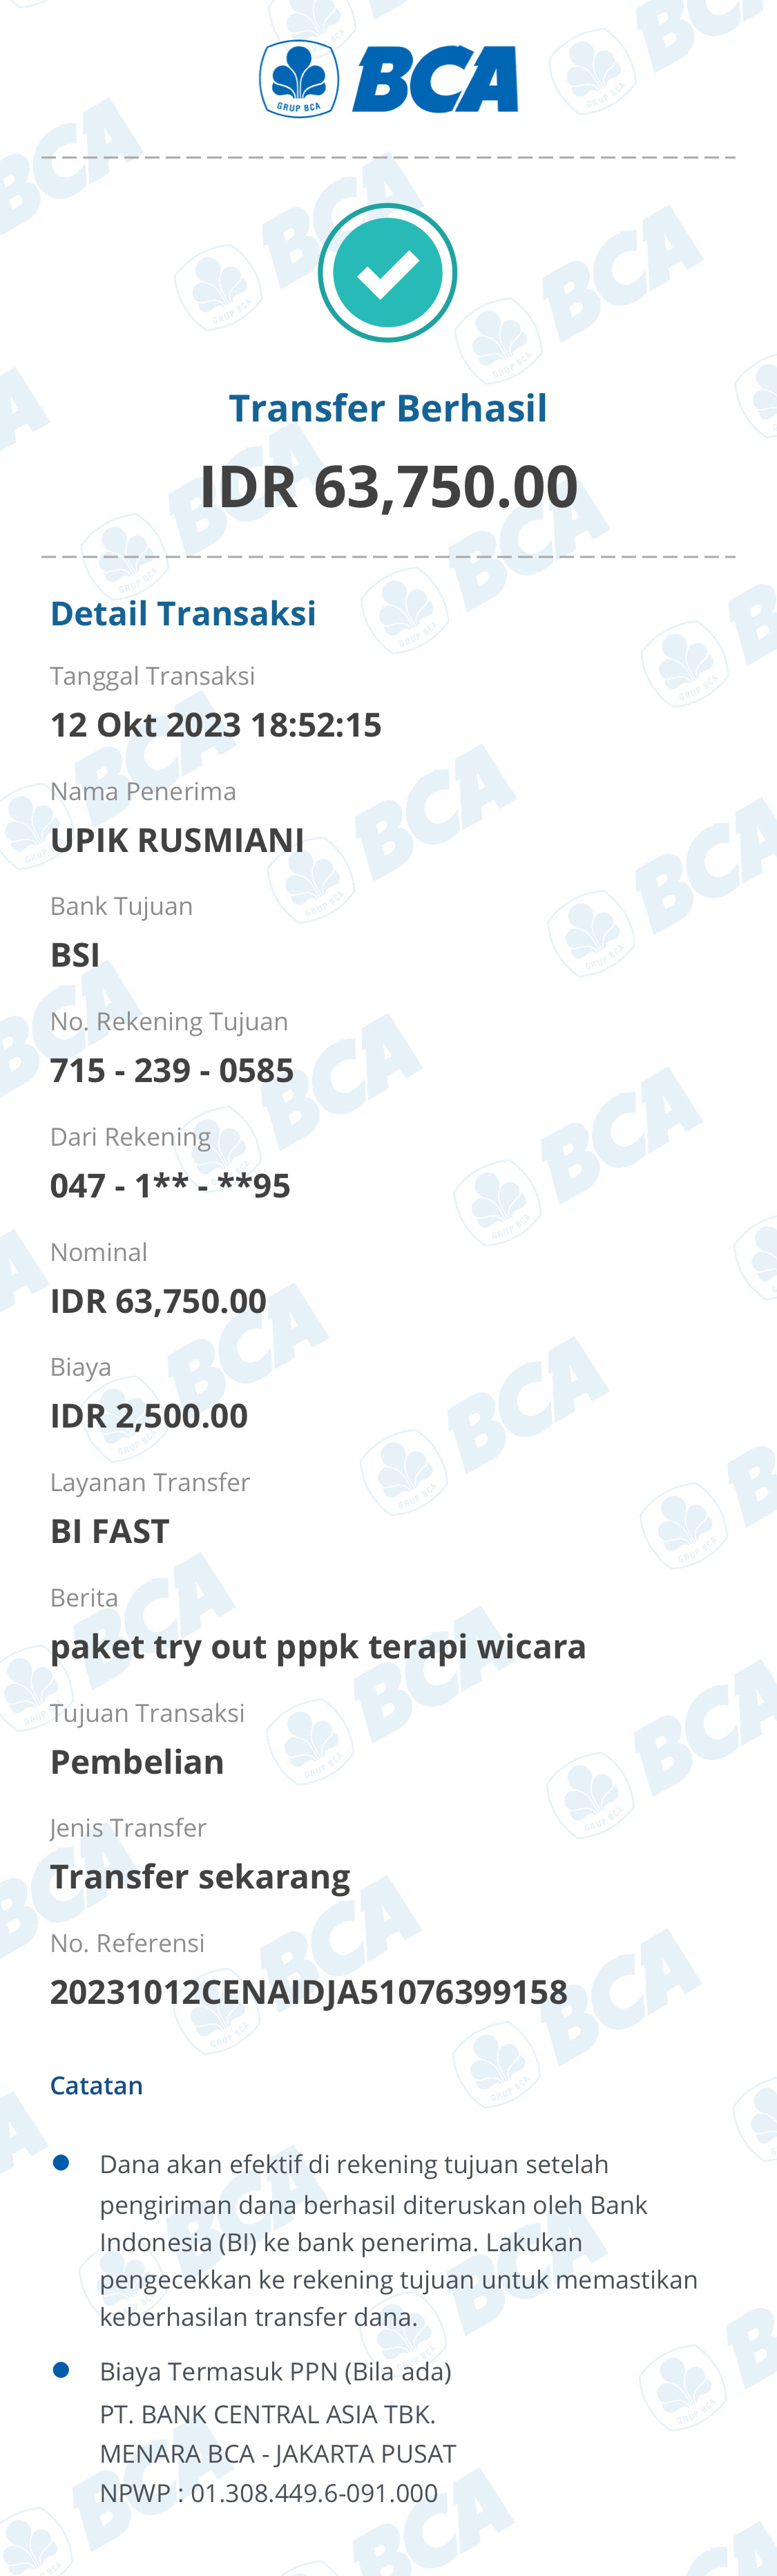 GRUP BCA
BCA
Transfer Berhasil
IDR 63,750.00
Detail Transaksi
Tanggal Transaksi
12 Okt 2023 18:52:15
Nama Penerima
UPIK RUSMIANI
Bank Tujuan
BSI
No. Rekening Tujuan
715 - 239 - 0585
Dari Rekening
047 - 1** - **95
Nominal
IDR 63,750.00
Biaya
IDR 2,500.00
Layanan Transfer
BI FAST
Berita
paket try out pppk terapi wicara
Tujuan Transaksi
Pembelian
Jenis Transfer
Transfer sekarang
No. Referensi
20231012CENAIDJA51076399158
Catatan
Dana akan efektif di rekening tujuan setelah
pengiriman dana berhasil diteruskan oleh Bank
Indonesia (BI) ke bank penerima. Lakukan
pengecekkan ke rekening tujuan untuk memastikan
keberhasilan transfer dana.
Biaya Termasuk PPN (Bila ada)
PT. BANK CENTRAL ASIA TBK.
MENARA BCA - JAKARTA PUSAT
NPWP : 01.308.449.6-091.000